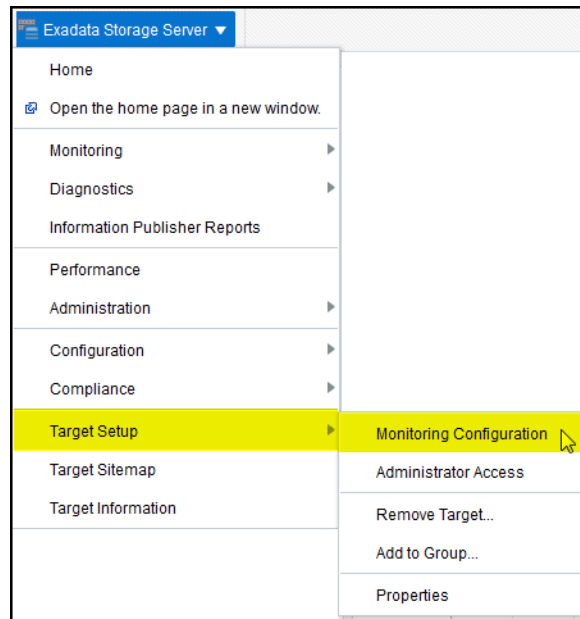 Exadata Storage Server
Home
Open the home page in a new window.
Monitoring
Diagnostics
Information Publisher Reports
Performance
Administration
Configuration
Compliance
Target Setup
Monitoring Configuration
Target Sitemap
Administrator Access
Target Information
Remove Target...
Add to Group...
Properties